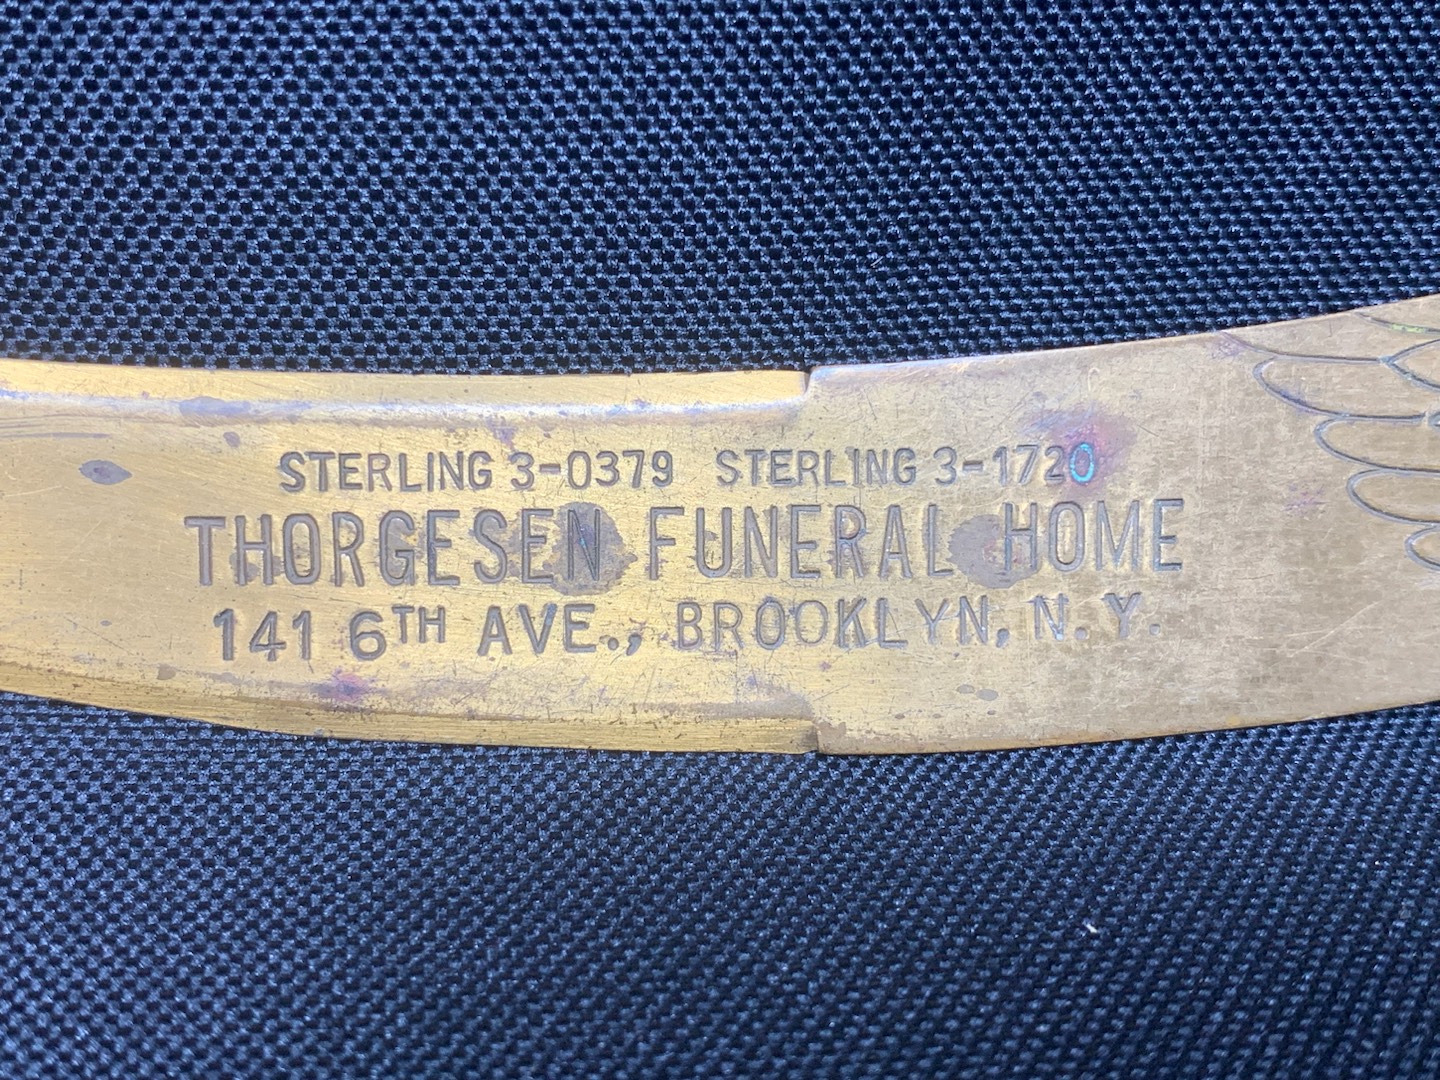 STERLING 3-0379 STERLING 3-1720
THORGESEN FUNERAL HOME
141 6TH AVE., BROOKLYN, N.Y.